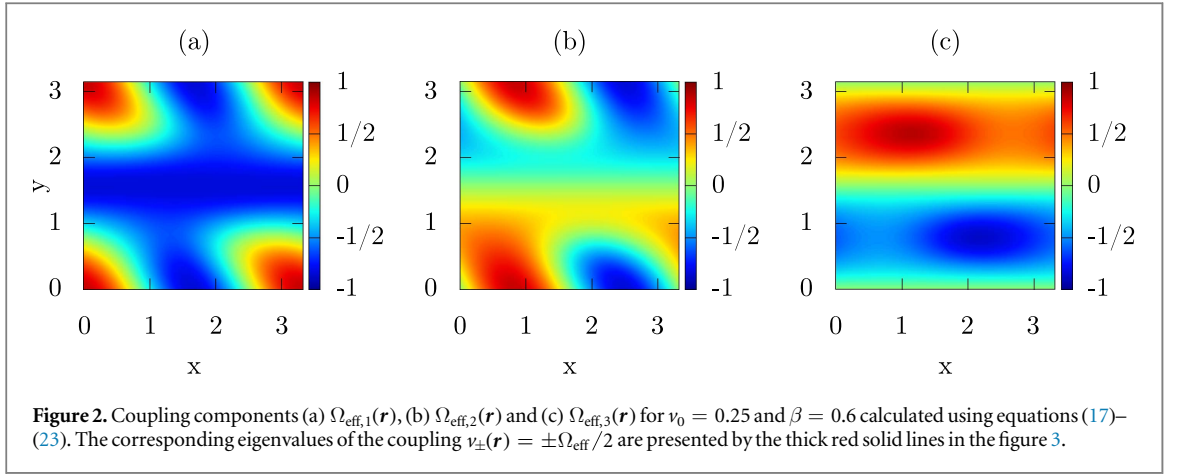 (a) (b) (c)
3 1 3 1 3 1
1/2 1/2 1/2
2 2 2
y 0 0 0
1 1 1
-1/2 -1/2 -1/2
0 -1 0 -1 0 -1
0 1 2 3 0 1 2 3 0 1 2 3
x x x
Figure 2. Coupling components (a) Ωeff,1(r), (b) Ωeff,2(r) and (c) Ωeff,3(r) for ν0 = 0.25 and β = 0.6 calculated using equations (17)–
(23). The corresponding eigenvalues of the coupling ν±(r) = ±Ωeff/2 are presented by the thick red solid lines in the figure 3.